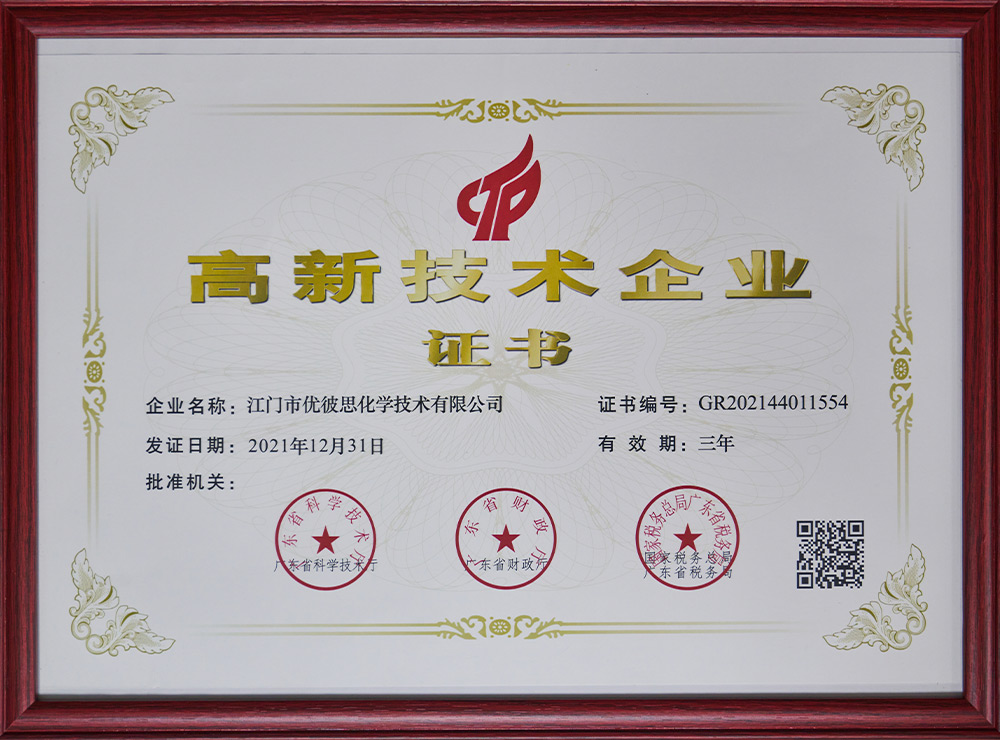 高新技术企业
证书
企业名称：江门市优彼思化学技术有限公司
证书编号：GR202144011554
发证日期：2021年12月31日
有效期：三年
批准机关：
广东省科学技术厅
广东省科学技术厅
广东省财政厅
广东省财政厅
国家税务总局广东省税务局
国家税务总局
广东省税务局